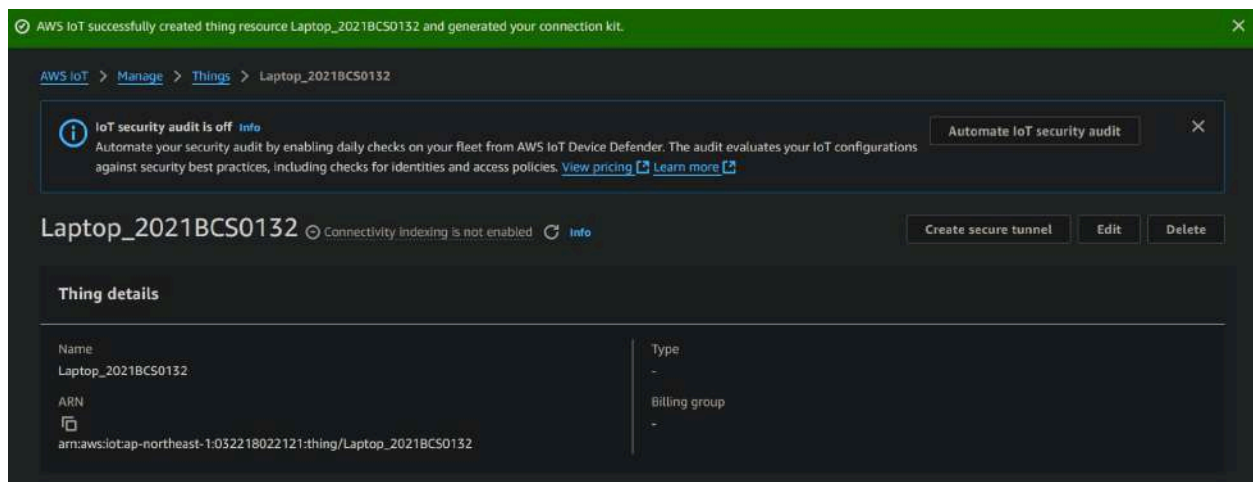 AWS IoT successfully created thing resource Laptop_2021BCS0132 and generated your connection kit.
AWS IoT > Manage > Things > Laptop_2021BCS0132
IoT security audit is off Info
Automate your security audit by enabling daily checks on your fleet from AWS IoT Device Defender. The audit evaluates your IoT configurations
against security best practices, including checks for identities and access policies. View pricing Learn more
Automate IoT security audit
Laptop_2021BCS0132 Connectivity indexing is not enabled Info
Create secure tunnel Edit Delete
Thing details
Name
Laptop_2021BCS0132
ARN
arn:aws:iot:ap-northeast-1:032218022121:thing/Laptop_2021BCS0132
Type
-
Billing group
-